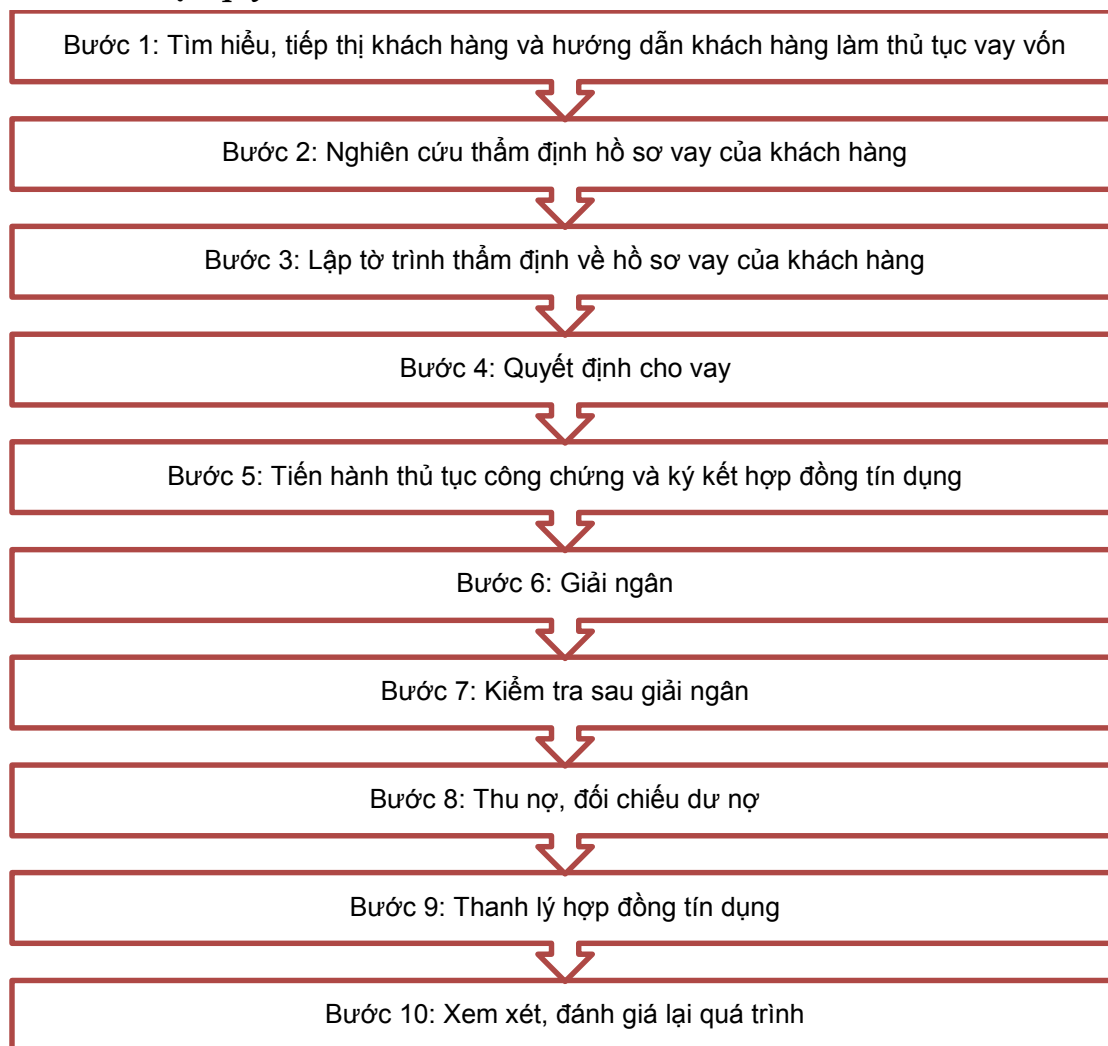 Bước 1: Tìm hiểu, tiếp thị khách hàng và hướng dẫn khách hàng làm thủ tục vay vốn
Bước 2: Nghiên cứu thẩm định hồ sơ vay của khách hàng
Bước 3: Lập tờ trình thẩm định về hồ sơ vay của khách hàng
Bước 4: Quyết định cho vay
Bước 5: Tiến hành thủ tục công chứng và ký kết hợp đồng tín dụng
Bước 6: Giải ngân
Bước 7: Kiểm tra sau giải ngân
Bước 8: Thu nợ, đối chiếu dư nợ
Bước 9: Thanh lý hợp đồng tín dụng
Bước 10: Xem xét, đánh giá lại quá trình